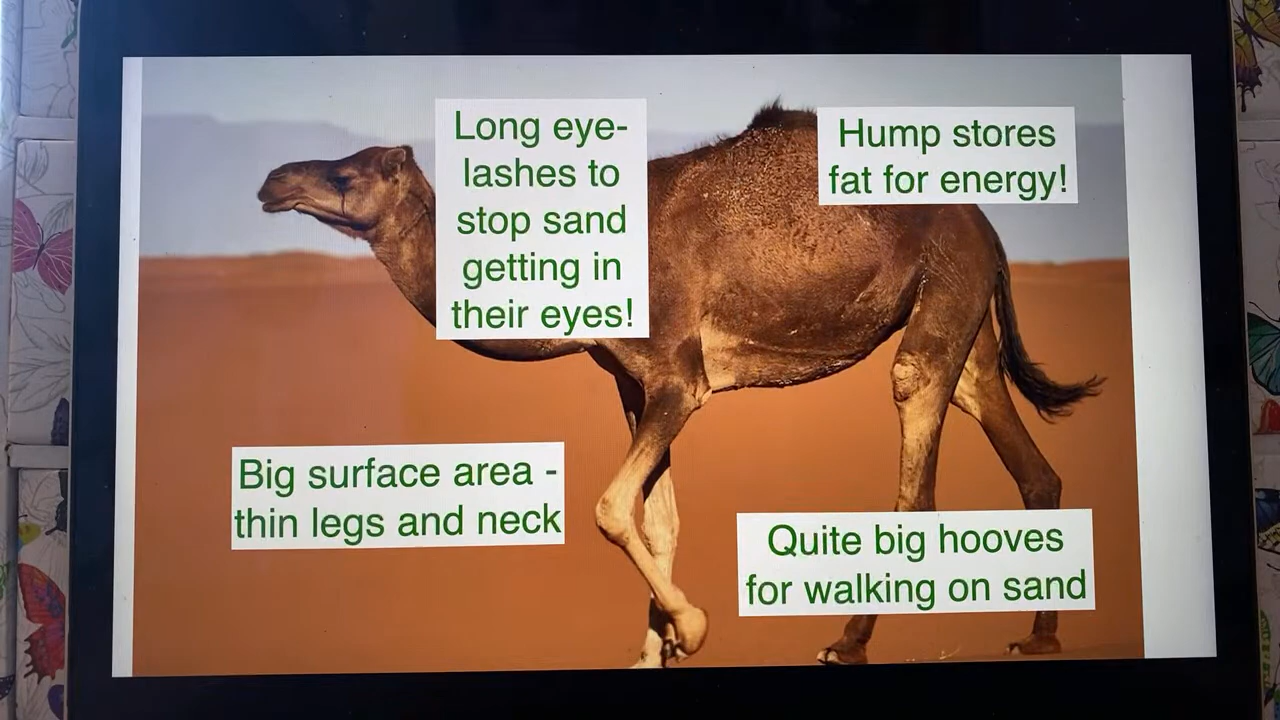 Long eye-
lashes to
stop sand
getting in
their eyes!
Hump stores
fat for energy!
Big surface area -
thin legs and neck
Quite big hooves
for walking on sand